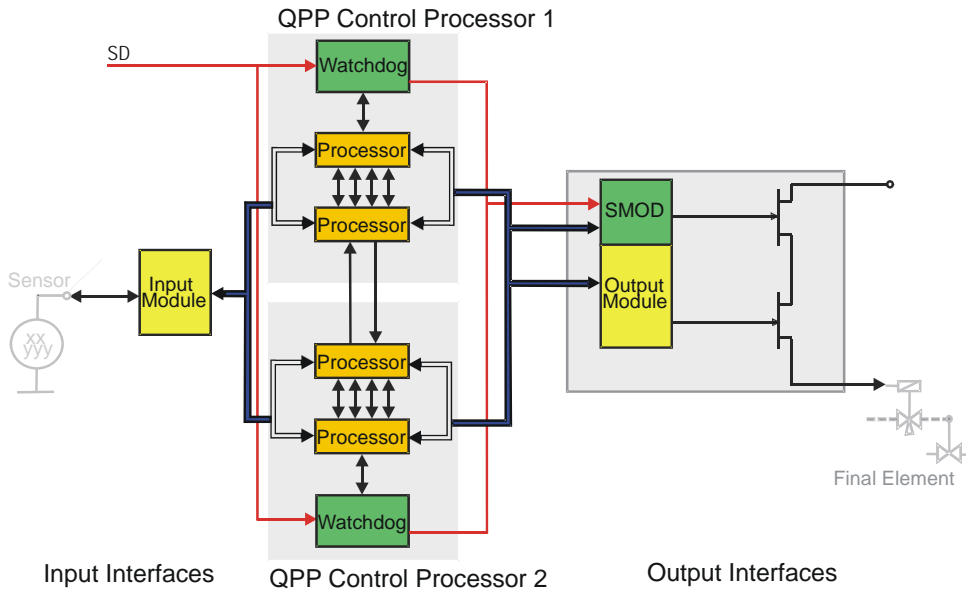 QPP Control Processor 1
SD
Watchdog
Processor
Processor
SMOD
Sensor
Input
Module
Output
Module
xx
yyy
Processor
Processor
Final Element
Watchdog
Input Interfaces
QPP Control Processor 2
Output Interfaces